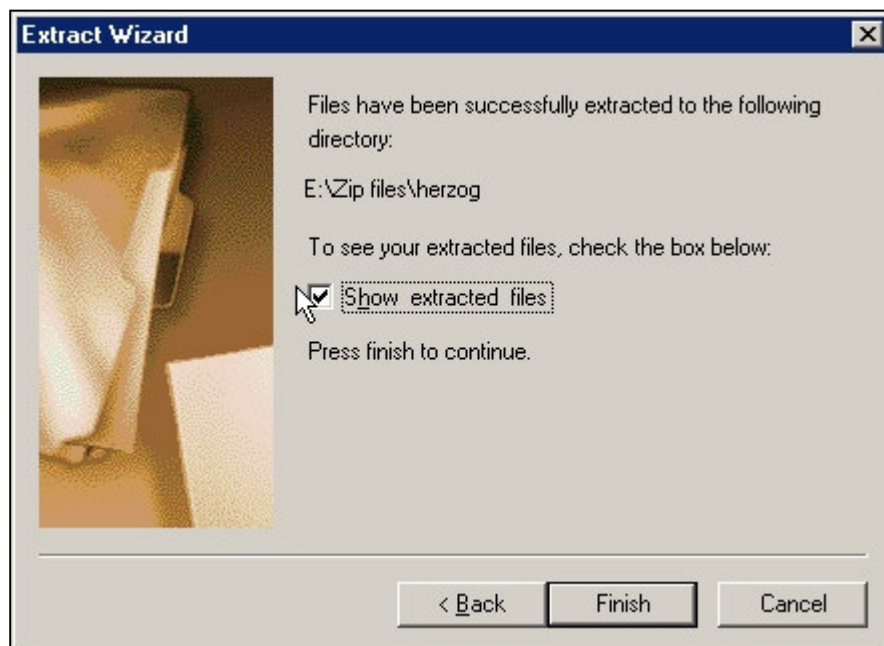 Extract Wizard
Files have been successfully extracted to the following
directory:
E:\Zip files\herzog
To see your extracted files, check the box below:
Show extracted files
Press finish to continue.
< Back Finish Cancel